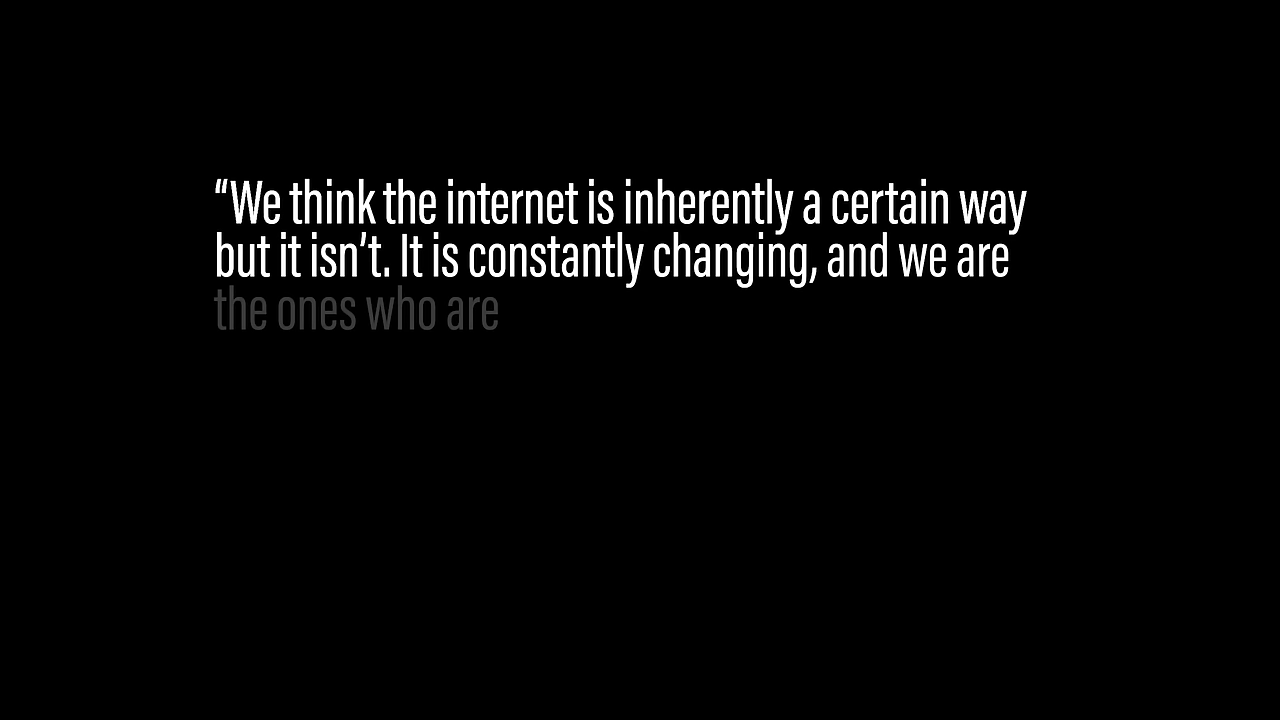 “We think the internet is inherently a certain way
but it isn’t. It is constantly changing, and we are
the ones who are